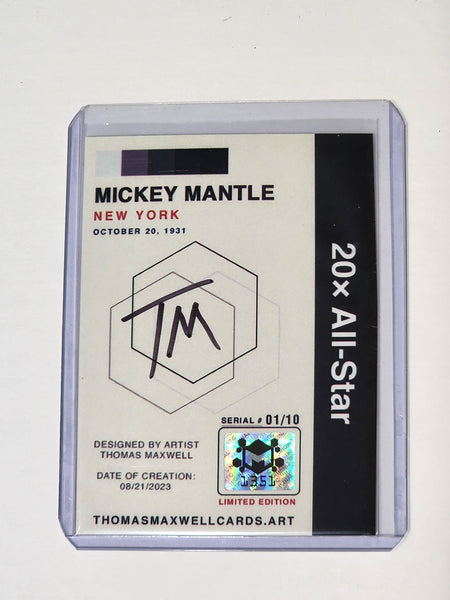 MICKEY MANTLE
NEW YORK
OCTOBER 20, 1931
20× All-Star
TM
SERIAL # 01/10
DESIGNED BY ARTIST
THOMAS MAXWELL
M
1351
DATE OF CREATION:
08/21/2023
LIMITED EDITION
THOMASMAXWELLCARDS.ART